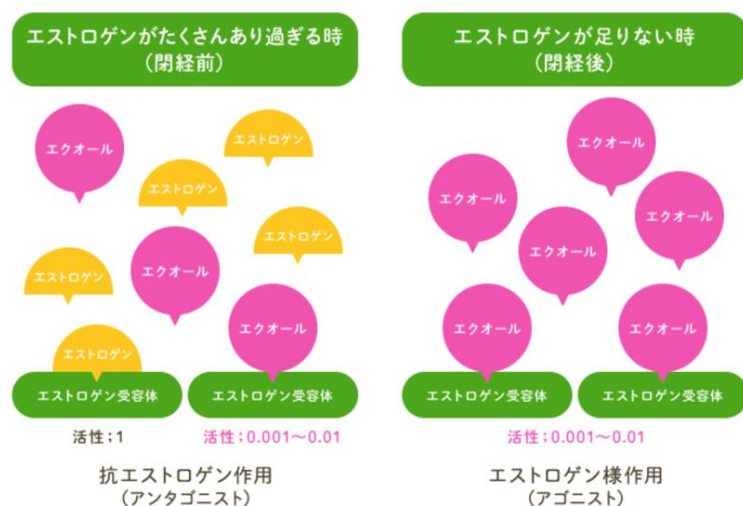 エストロゲンがたくさんあり過ぎる時
(閉経前)
エクオール
エストロゲン
エストロゲン
エストロゲン
エクオール
エストロゲン
エクオール
エストロゲン
エストロゲン受容体
エストロゲン受容体
活性;1
活性;0.001〜0.01
抗エストロゲン作用
(アンタゴニスト)
エストロゲンが足りない時
(閉経後)
エクオール
エクオール
エクオール
エクオール
エクオール
エクオール
エストロゲン受容体
エストロゲン受容体
活性;0.001〜0.01
エストロゲン様作用
(アゴニスト)